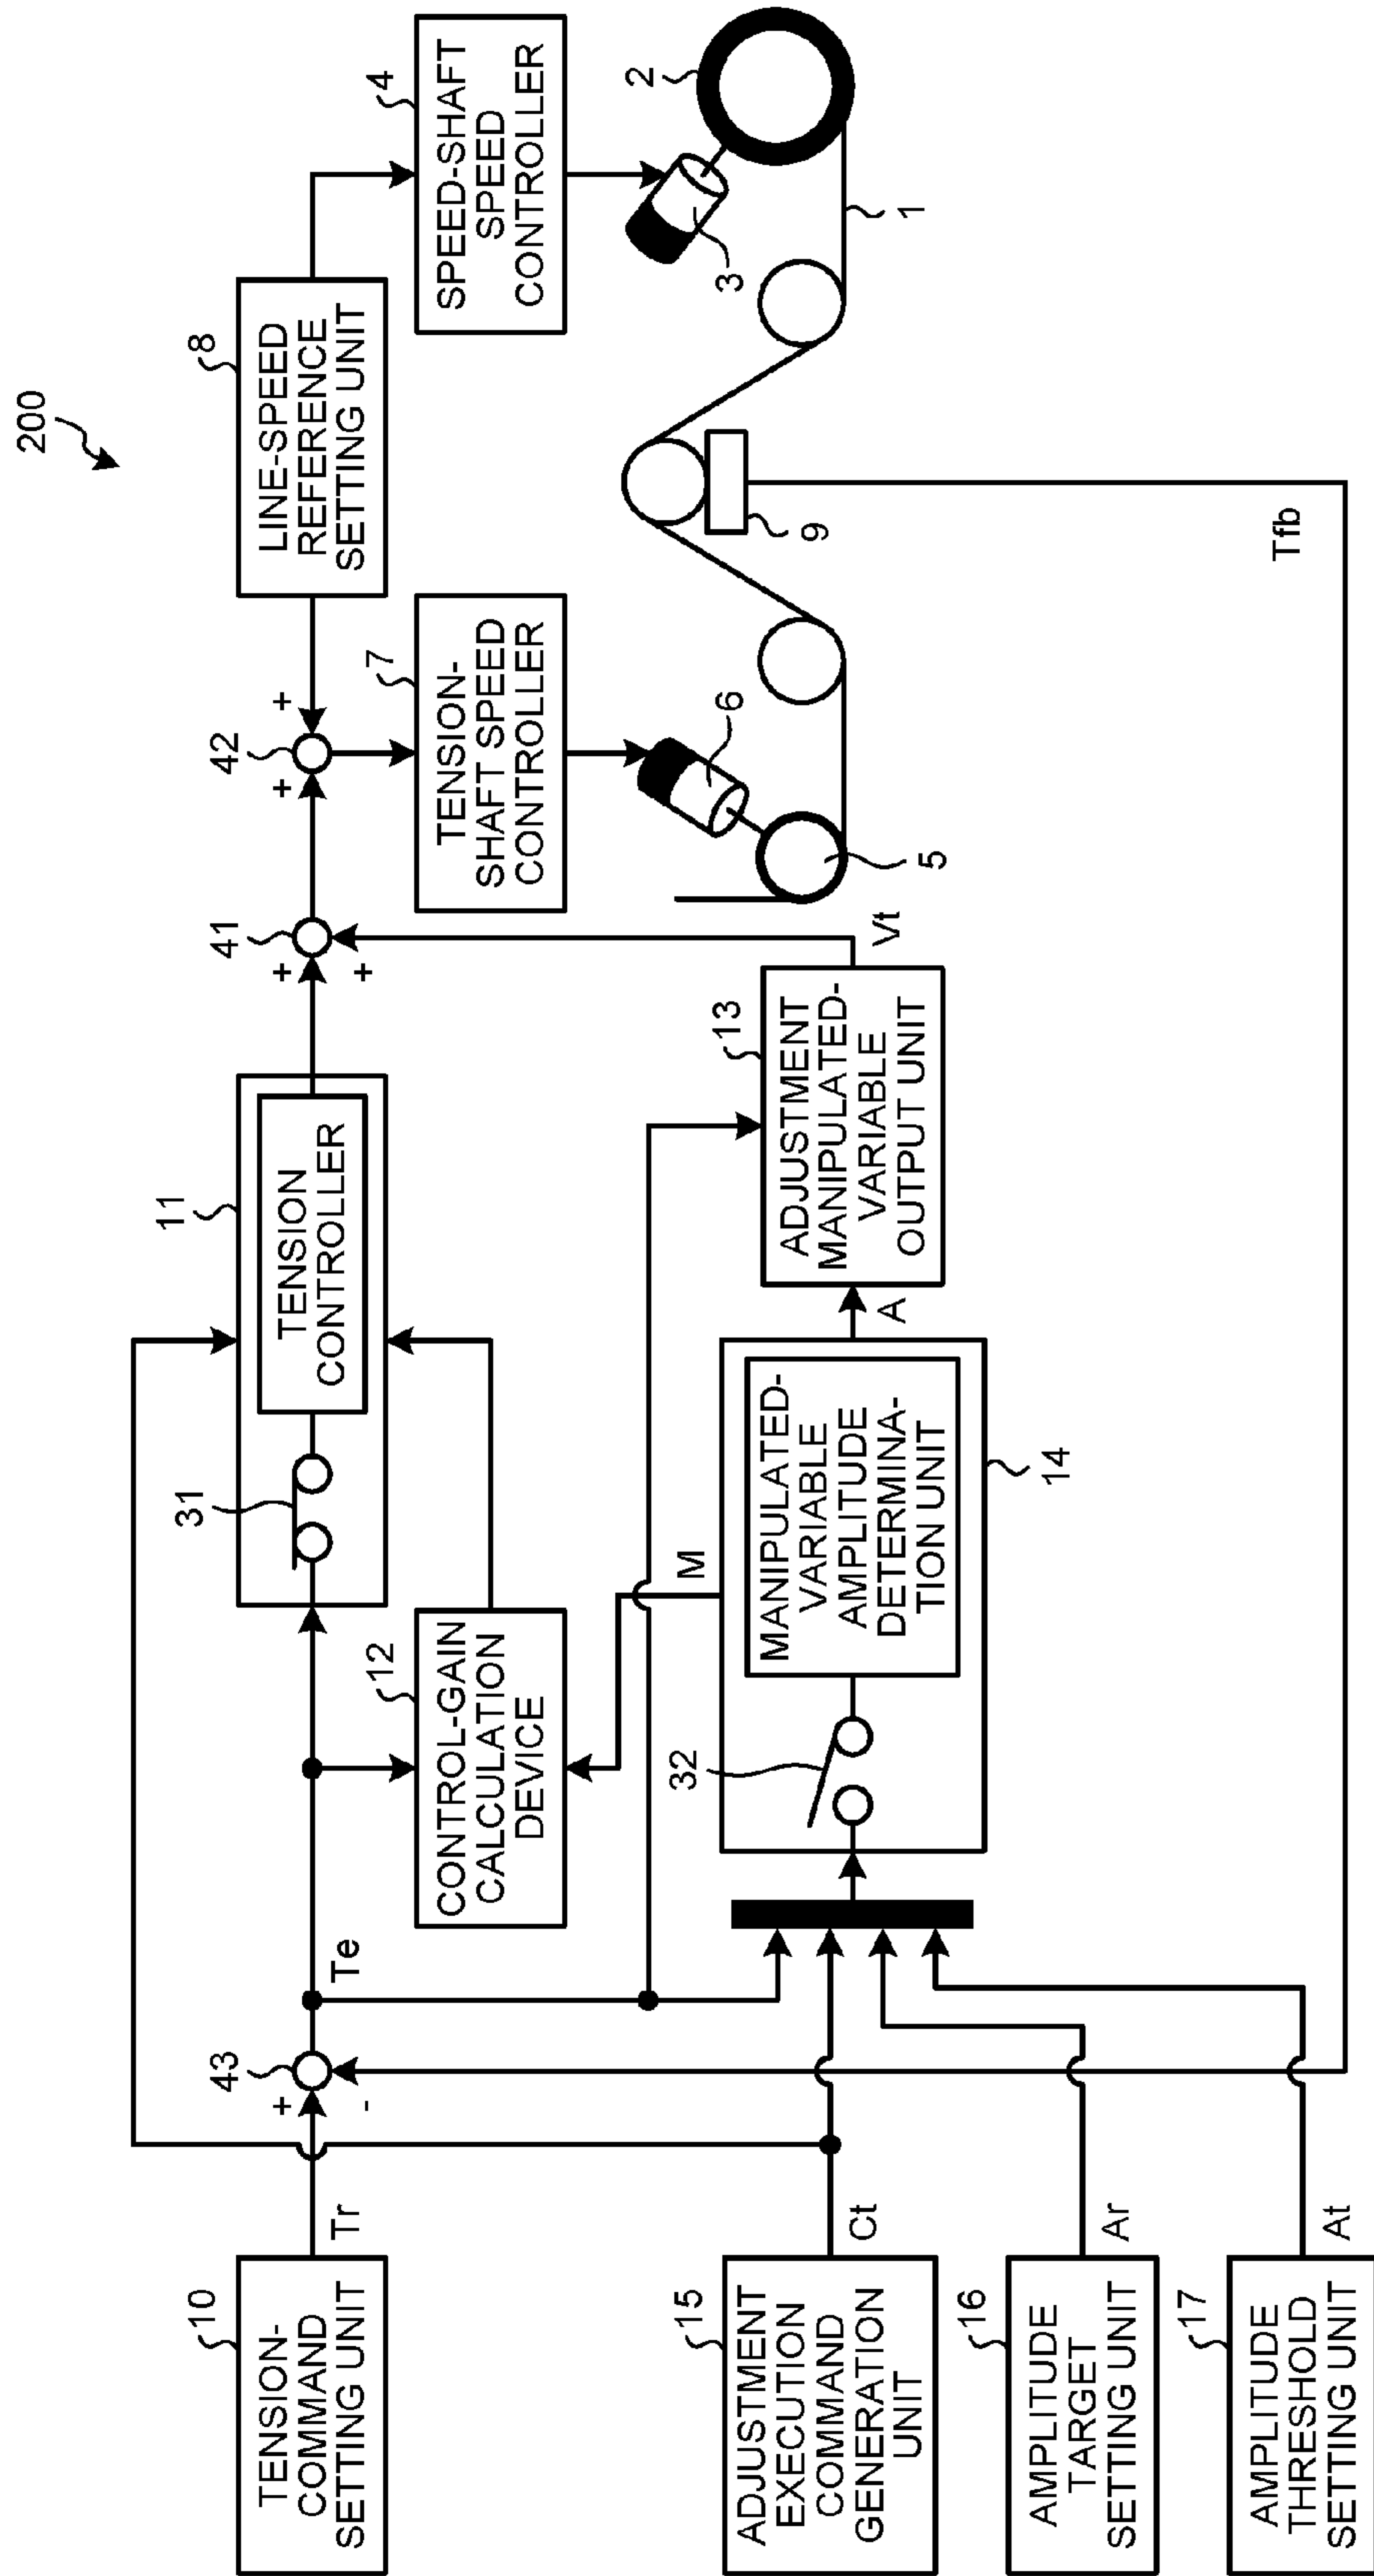 200
10
TENSION-
COMMAND
SETTING UNIT
Tr
+
-
43
Te
11
31
TENSION
CONTROLLER
+
+
41
+
+
42
8
LINE-SPEED
REFERENCE
SETTING UNIT
12
CONTROL-GAIN
CALCULATION
DEVICE
7
TENSION-
SHAFT SPEED
CONTROLLER
4
SPEED-SHAFT
SPEED
CONTROLLER
M
6
3
2
5
9
1
Vt
15
ADJUSTMENT
EXECUTION
COMMAND
GENERATION
UNIT
Ct
32
MANIPULATED-
VARIABLE
AMPLITUDE
DETERMINA-
TION UNIT
14
A
13
ADJUSTMENT
MANIPULATED-
VARIABLE
OUTPUT UNIT
16
AMPLITUDE
TARGET
SETTING UNIT
Ar
17
AMPLITUDE
THRESHOLD
SETTING UNIT
At
Tfb